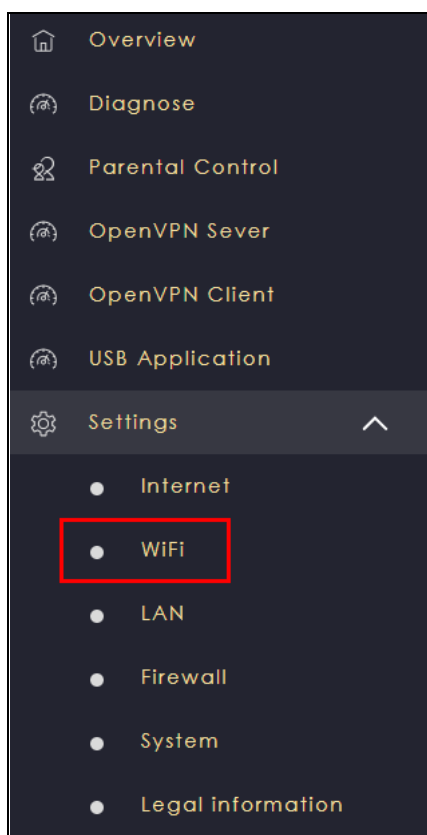 Overview
Diagnose
Parental Control
OpenVPN Sever
OpenVPN Client
USB Application
Settings
Internet
WiFi
LAN
Firewall
System
Legal information